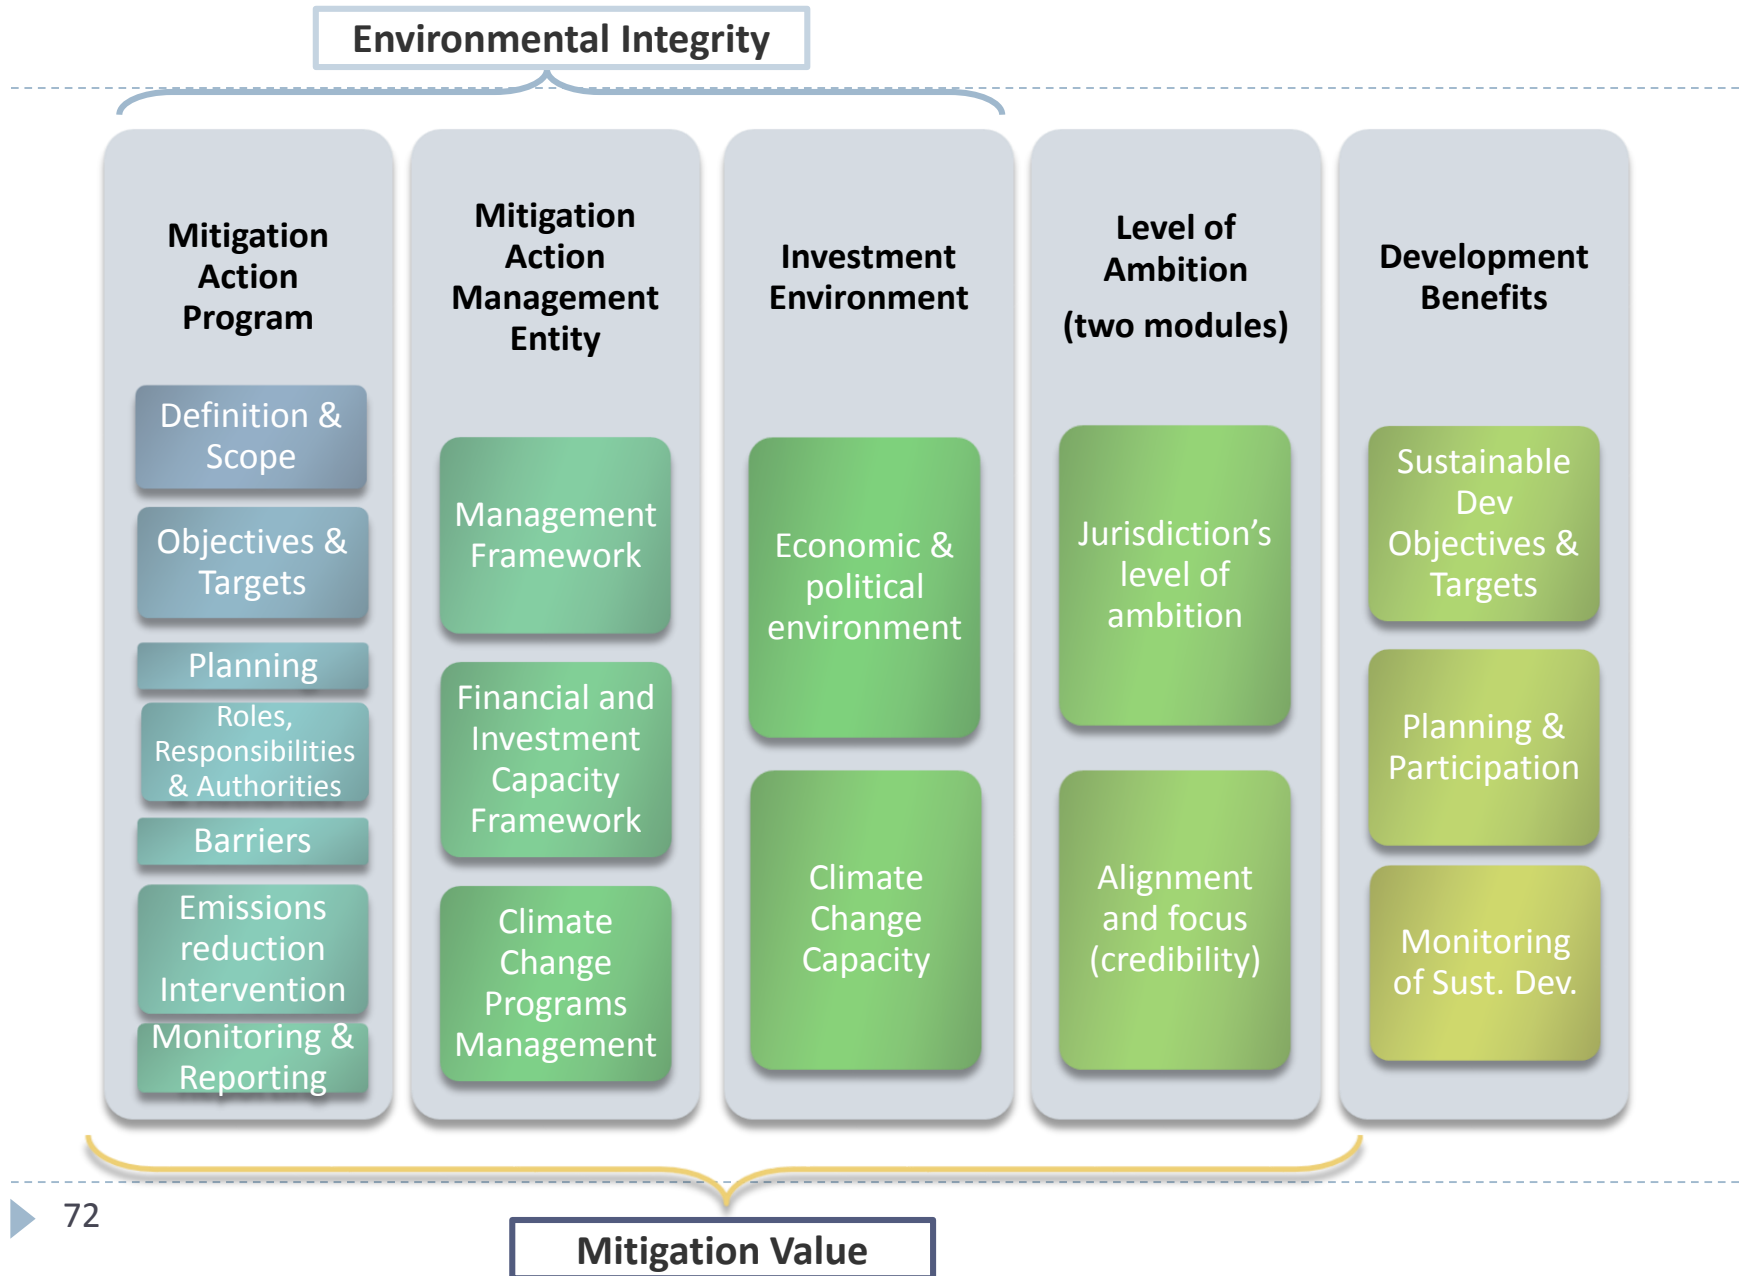 Environmental Integrity
Mitigation
Action
Program
Definition &
Scope
Objectives &
Targets
Planning
Roles,
Responsibilities
& Authorities
Barriers
Emissions
reduction
Intervention
Monitoring &
Reporting
Mitigation
Action
Management
Entity
Management
Framework
Financial and
Investment
Capacity
Framework
Climate
Change
Programs
Management
Investment
Environment
Economic &
political
environment
Climate
Change
Capacity
Level of
Ambition
(two modules)
Jurisdiction’s
level of
ambition
Alignment
and focus
(credibility)
Development
Benefits
Sustainable
Dev
Objectives &
Targets
Planning &
Participation
Monitoring
of Sust. Dev.
72
Mitigation Value